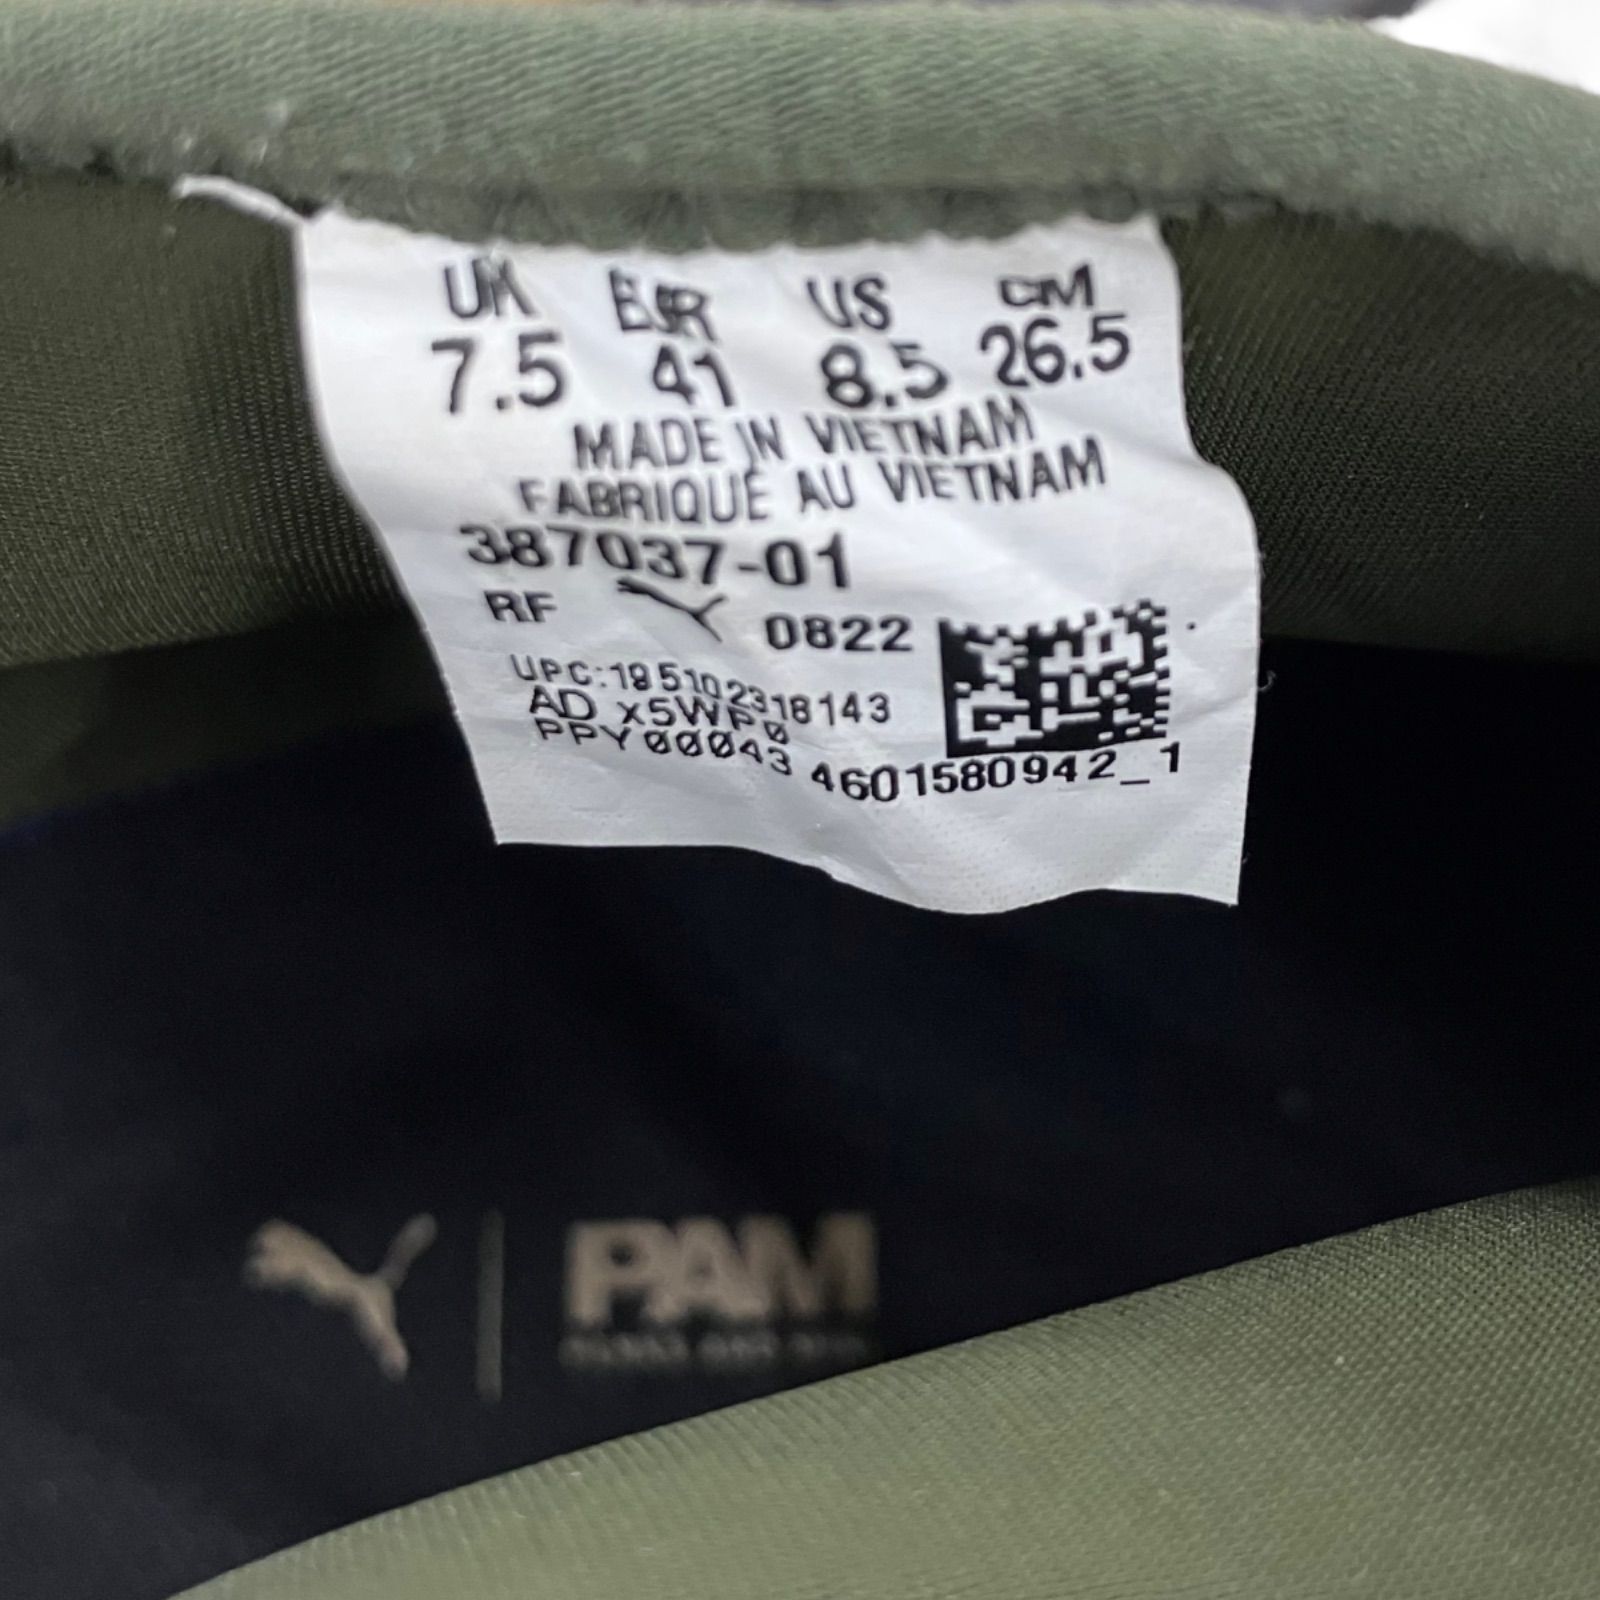 UK EUR US CM
7.5 41 8.5 26.5
MADE IN VIETNAM
FABRIQUÉ AU VIETNAM
387037-01
RF 0822
UPC:195102318143
AD x5WP0
PPY00043 4601580942_1
PAM